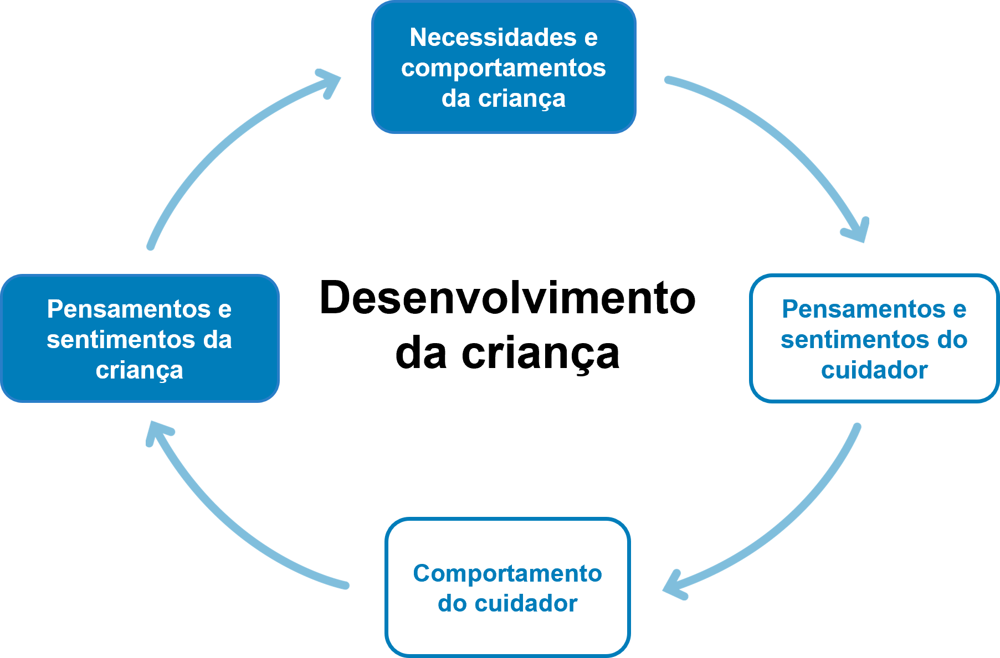 Necessidades e
comportamentos
da criança
Desenvolvimento
da criança
Pensamentos e
sentimentos da
criança
Pensamentos e
sentimentos do
cuidador
Comportamento
do cuidador